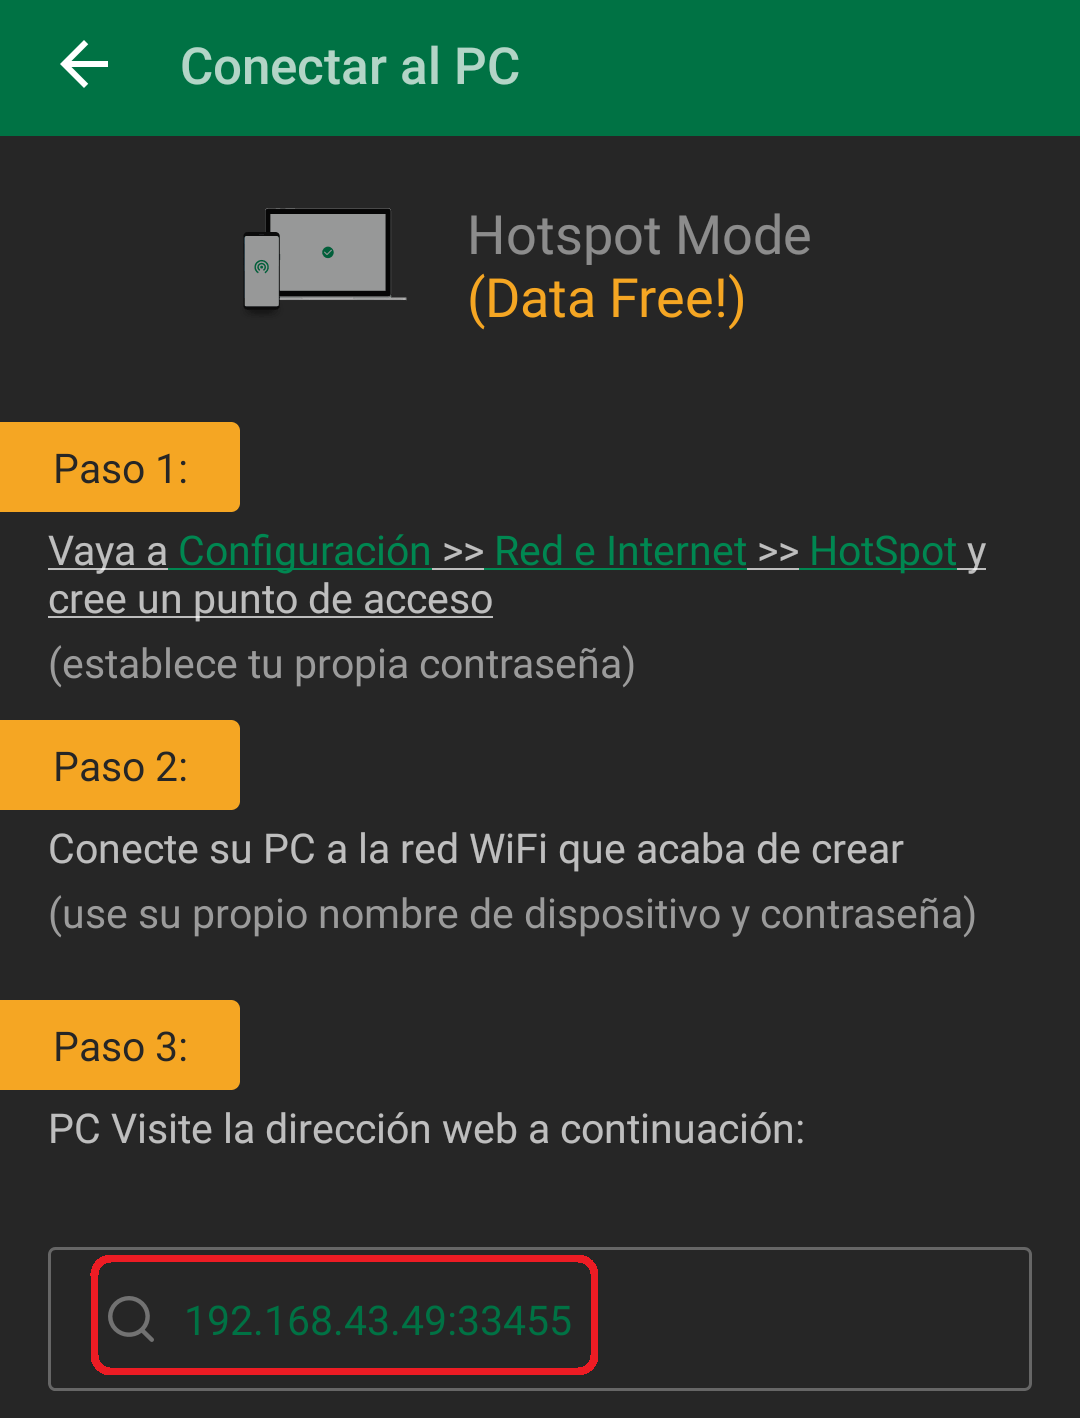 Conectar al PC
Hotspot Mode
(Data Free!)
Paso 1:
Vaya a Configuración >> Red e Internet >> HotSpot y
cree un punto de acceso
(establece tu propia contraseña)
Paso 2:
Conecte su PC a la red WiFi que acaba de crear
(use su propio nombre de dispositivo y contraseña)
Paso 3:
PC Visite la dirección web a continuación:
192.168.43.49:33455